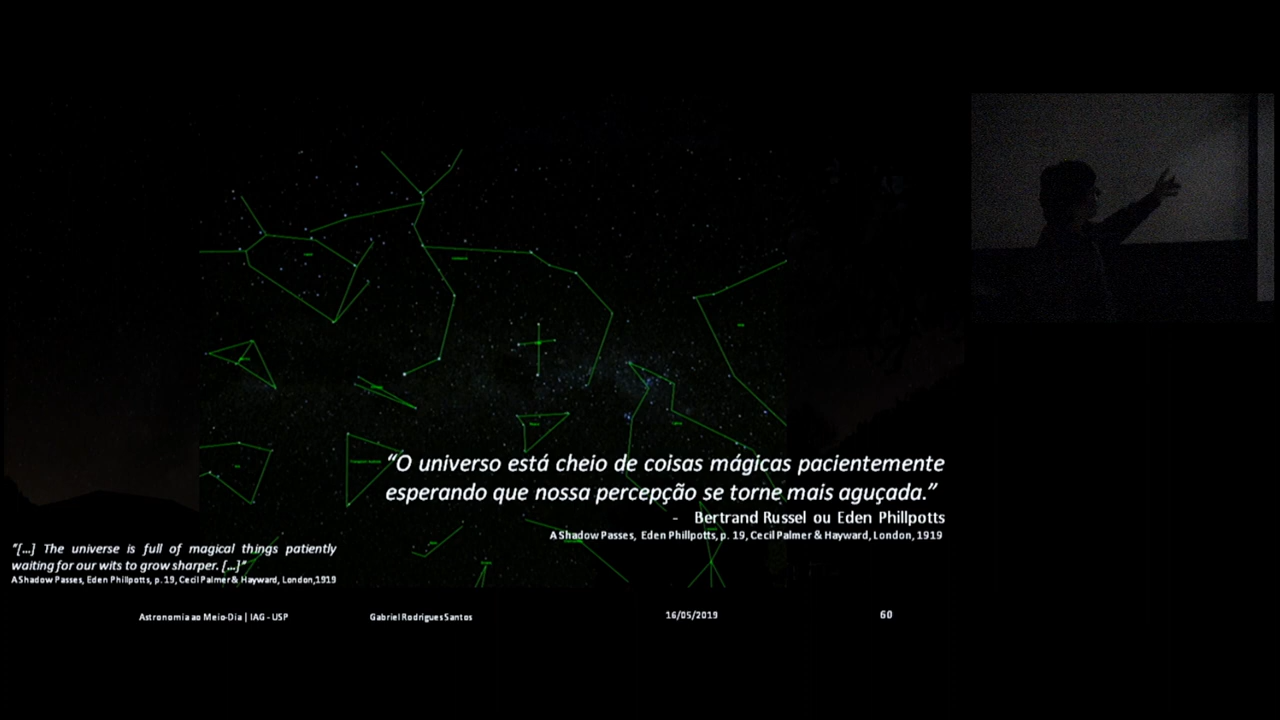 “O universo está cheio de coisas mágicas pacientemente
esperando que nossa percepção se torne mais aguçada.”
- Bertrand Russel ou Eden Phillpotts
A Shadow Passes, Eden Phillpotts, p. 19, Cecil Palmer & Hayward, London, 1919
“[...] The universe is full of magical things patiently
waiting for our wits to grow sharper. [...]”
A Shadow Passes, Eden Phillpotts, p. 19, Cecil Palmer & Hayward, London,1919
Astronomia ao Meio-Dia | IAG - USP
Gabriel Rodrigues Santos
16/05/2019
60